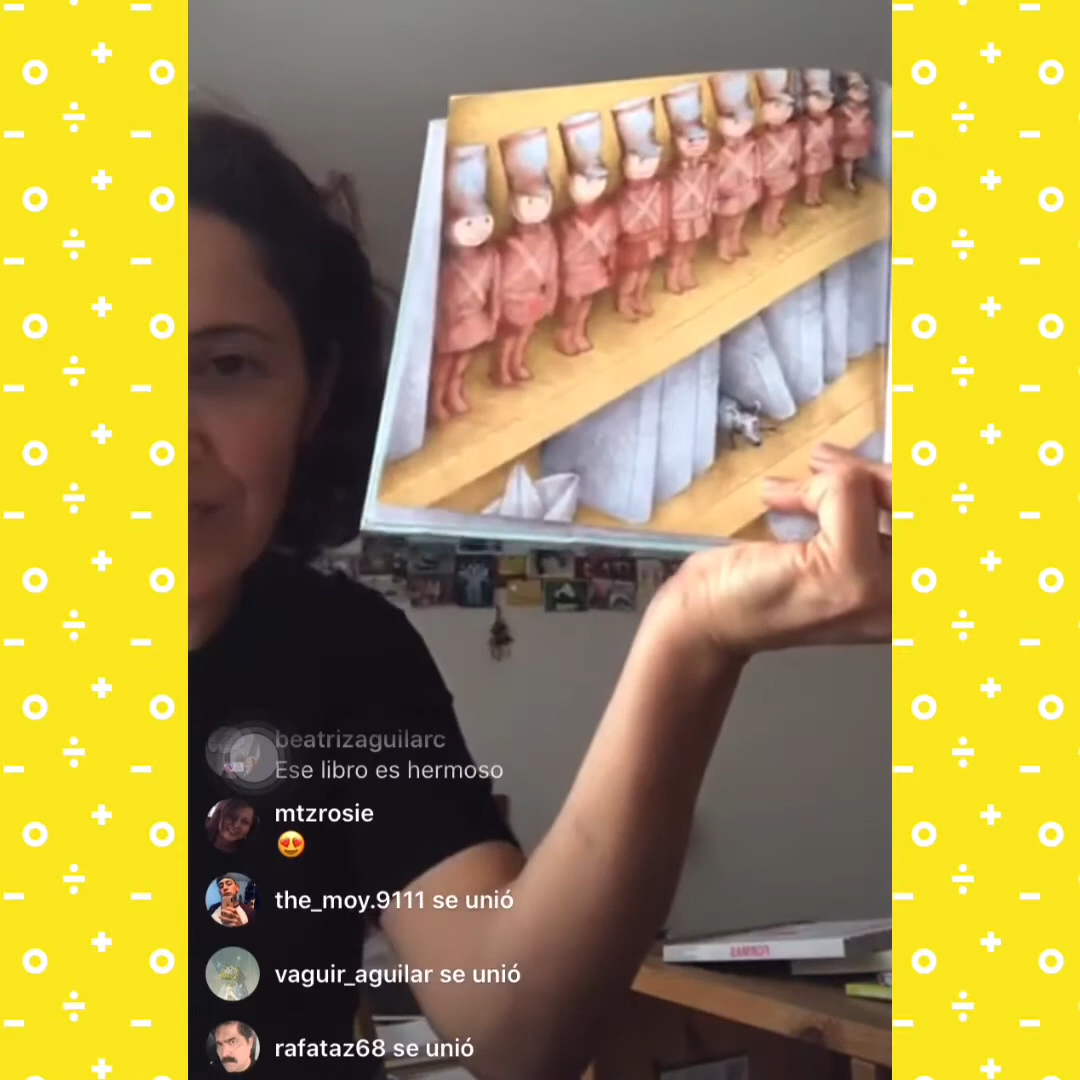 beatrizaguilarc
Ese libro es hermoso
mtzrosie
😍
the_moy.9111 se unió
vaguir_aguilar se unió
rafataz68 se unió